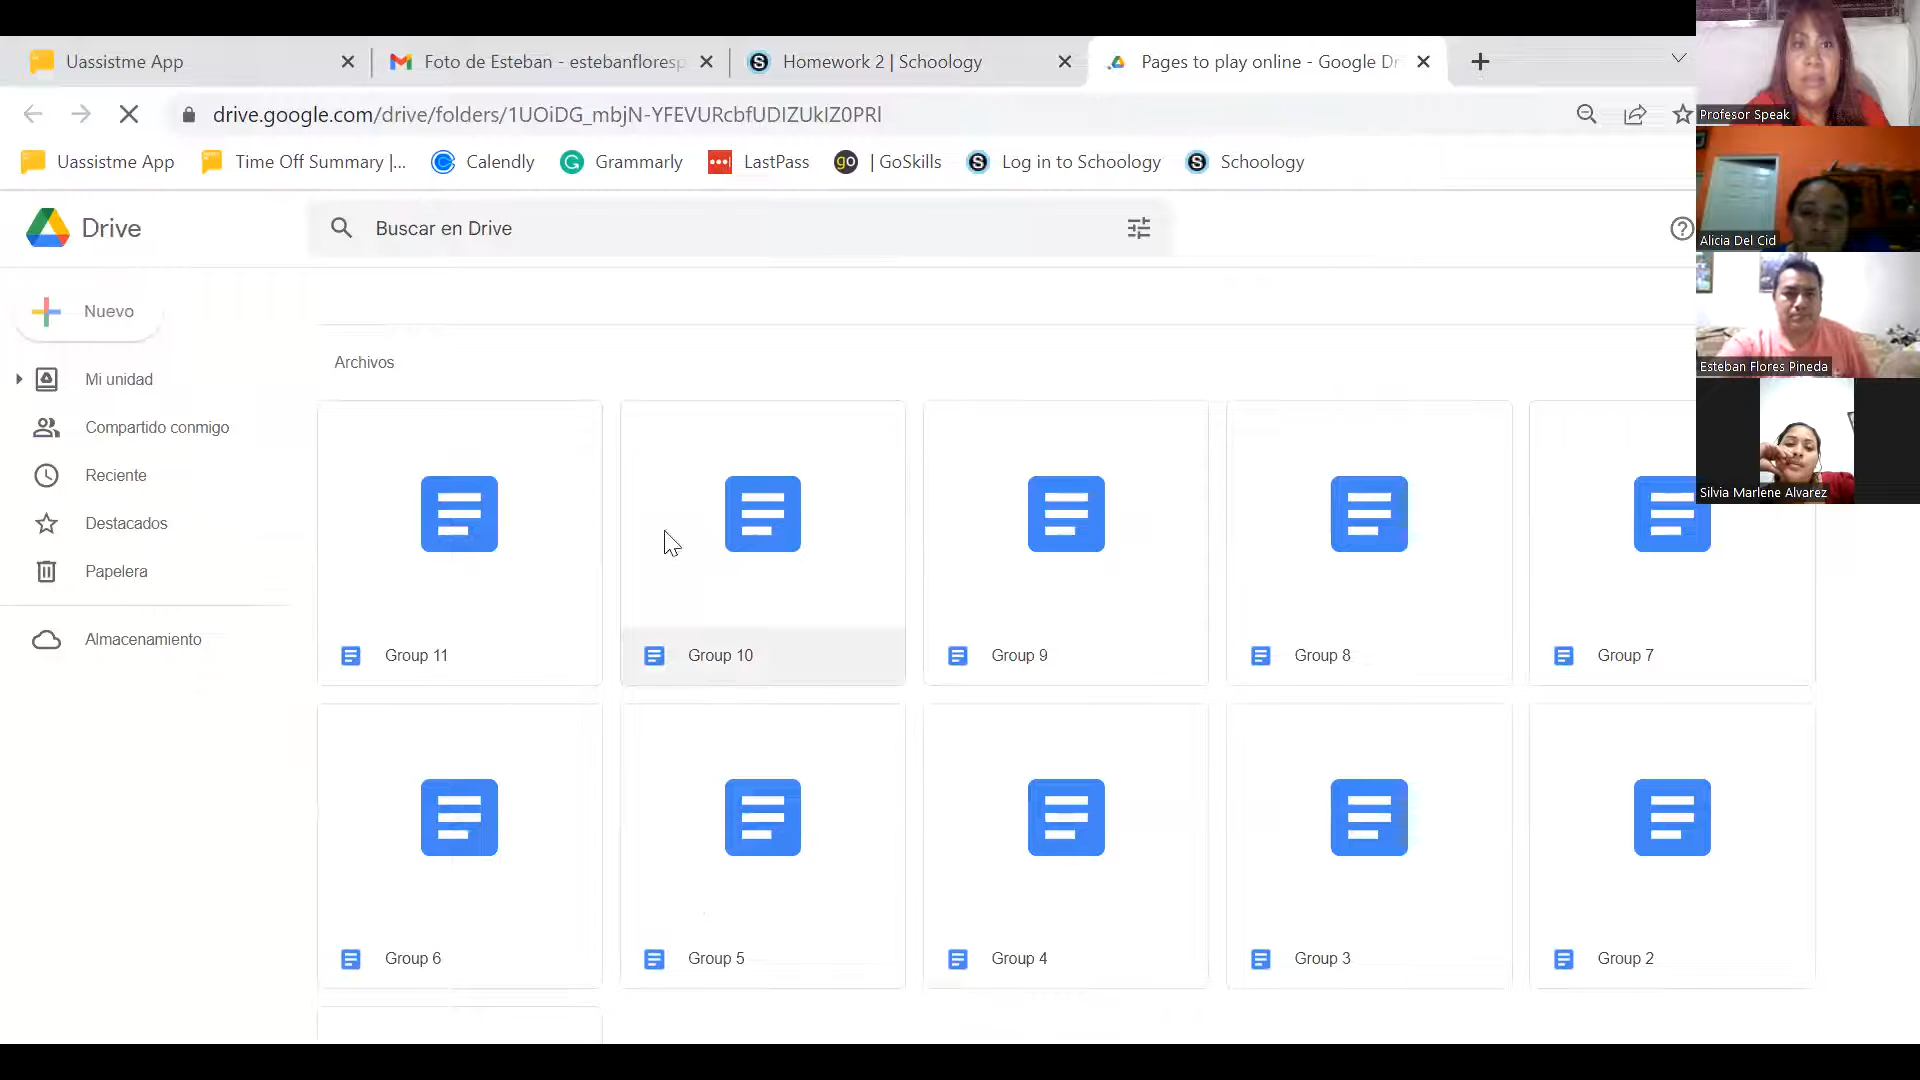 Uassistme App
Foto de Esteban - estebanfloresp
Homework 2 | Schoology
Pages to play online - Google Dr
drive.google.com/drive/folders/1UOiDG_mbjN-YFEVURcbfUDIZUkIZ0PRl
Uassistme App
Time Off Summary |...
Calendly
Grammarly
LastPass
go | GoSkills
Log in to Schoology
Schoology
Drive
Buscar en Drive
Nuevo
Mi unidad
Compartido conmigo
Reciente
Destacados
Papelera
Almacenamiento
Archivos
Group 11
Group 10
Group 9
Group 8
Group 7
Group 6
Group 5
Group 4
Group 3
Group 2
Profesor Speak
Alicia Del Cid
Esteban Flores Pineda
Silvia Marlene Alvarez